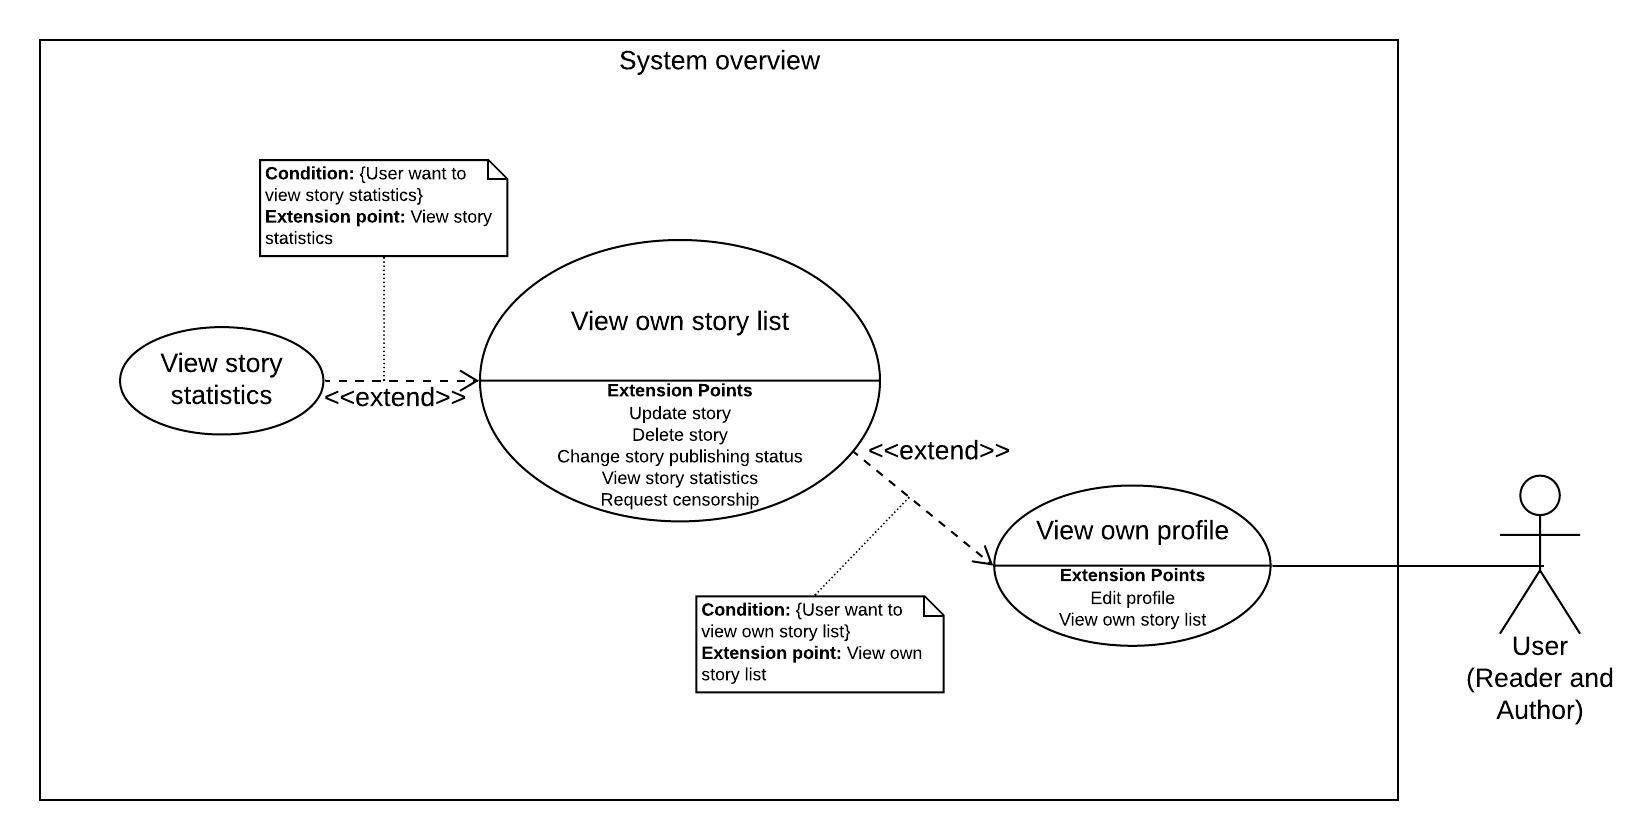 System overview
Condition: {User want to
view story statistics}
Extension point: View story
statistics
View own story list
View story
statistics
<<extend>>
Extension Points
Update story
Delete story
Change story publishing status
View story statistics
Request censorship
<<extend>>
View own profile
Extension Points
Edit profile
View own story list
Condition: {User want to
view own story list}
Extension point: View own
story list
User
(Reader and
Author)